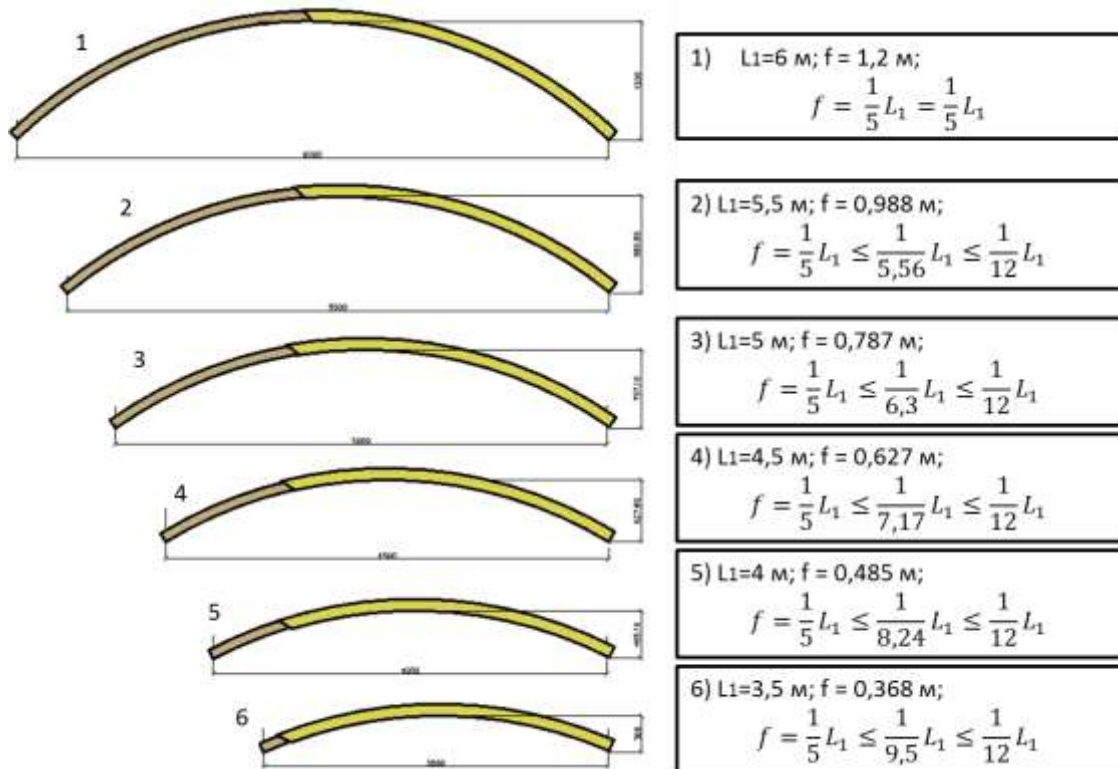 1
1) L1=6 м; f = 1,2 м;
f = 1/5 L₁ = 1/5 L₁
2
2) L1=5,5 м; f = 0,988 м;
f = 1/5 L₁ ≤ 1/5,56 L₁ ≤ 1/12 L₁
3
3) L1=5 м; f = 0,787 м;
f = 1/5 L₁ ≤ 1/6,3 L₁ ≤ 1/12 L₁
4
4) L1=4,5 м; f = 0,627 м;
f = 1/5 L₁ ≤ 1/7,17 L₁ ≤ 1/12 L₁
5
5) L1=4 м; f = 0,485 м;
f = 1/5 L₁ ≤ 1/8,24 L₁ ≤ 1/12 L₁
6
6) L1=3,5 м; f = 0,368 м;
f = 1/5 L₁ ≤ 1/9,5 L₁ ≤ 1/12 L₁